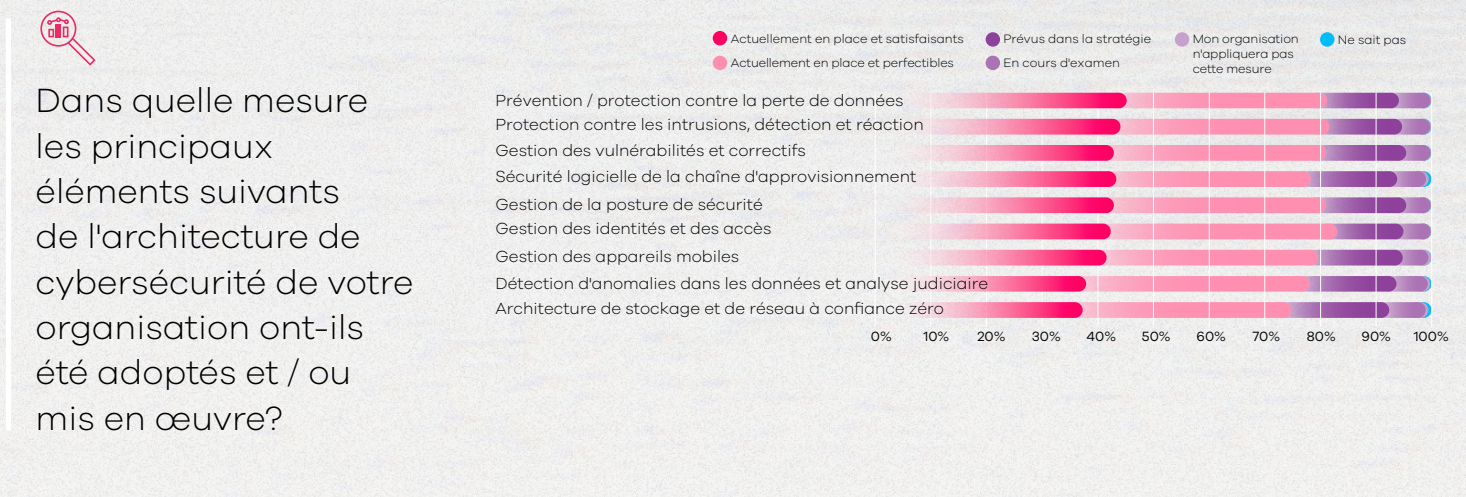 Dans quelle mesure
les principaux
éléments suivants
de l'architecture de
cybersécurité de votre
organisation ont-ils
été adoptés et / ou
mis en œuvre?
Actuellement en place et satisfaisants
Actuellement en place et perfectibles
Prévus dans la stratégie
En cours d'examen
Mon organisation
n'appliquera pas
cette mesure
Ne sait pas
Prévention / protection contre la perte de données
Protection contre les intrusions, détection et réaction
Gestion des vulnérabilités et correctifs
Sécurité logicielle de la chaîne d'approvisionnement
Gestion de la posture de sécurité
Gestion des identités et des accès
Gestion des appareils mobiles
Détection d'anomalies dans les données et analyse judiciaire
Architecture de stockage et de réseau à confiance zéro
0% 10% 20% 30% 40% 50% 60% 70% 80% 90% 100%